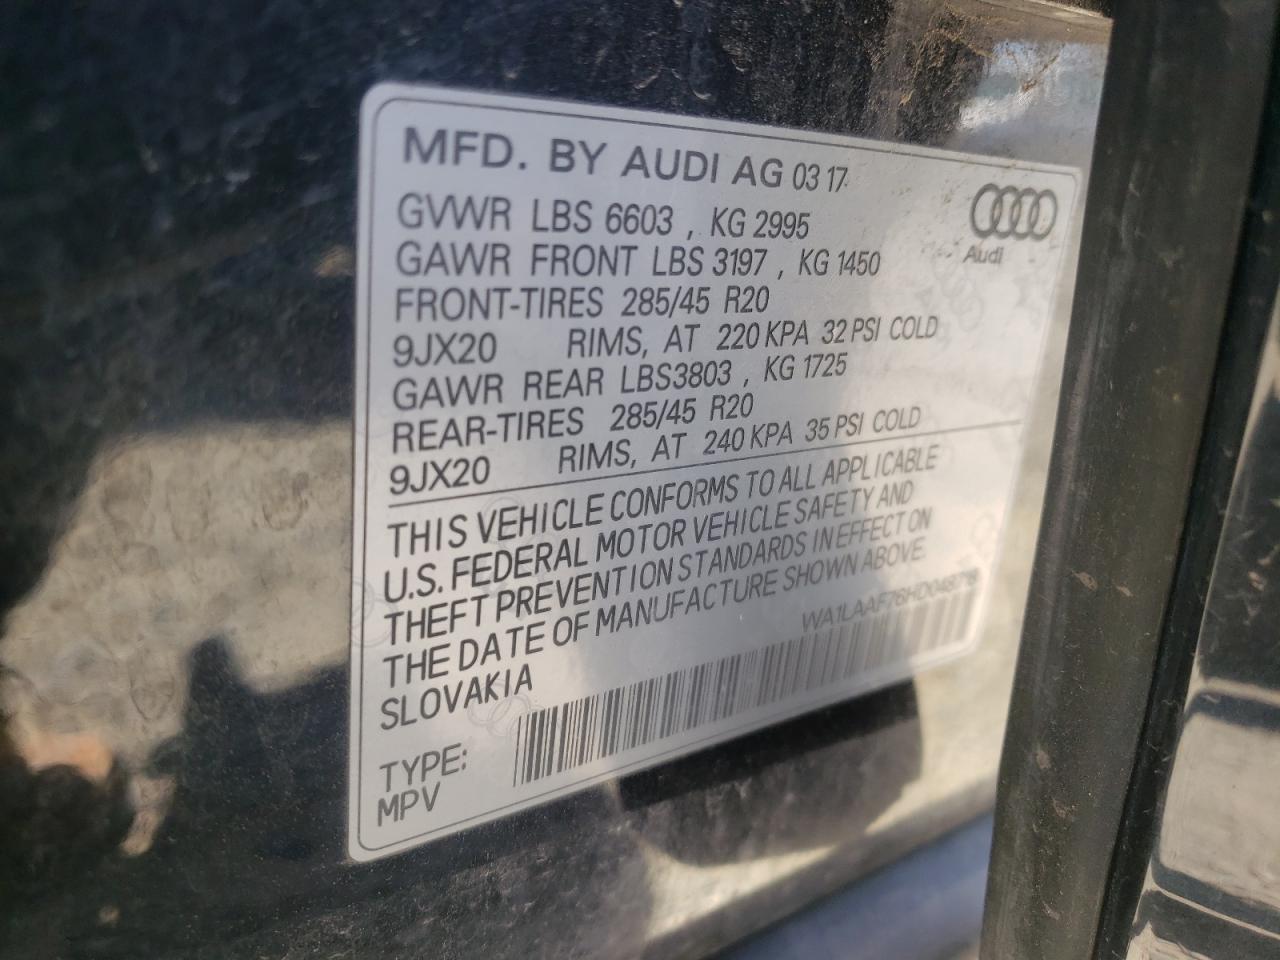 MFD. BY AUDI AG 03 17
GVWR LBS 6603 , KG 2995
Audi
GAWR FRONT LBS 3197 , KG 1450
FRONT-TIRES 285/45 R20
9JX20 RIMS, AT 220 KPA 32 PSI COLD
GAWR REAR LBS3803 , KG 1725
REAR-TIRES 285/45 R20
9JX20 RIMS, AT 240 KPA 35 PSI COLD
THIS VEHICLE CONFORMS TO ALL APPLICABLE
U.S. FEDERAL MOTOR VEHICLE SAFETY AND
THEFT PREVENTION STANDARDS IN EFFECT ON
THE DATE OF MANUFACTURE SHOWN ABOVE.
SLOVAKIA
TYPE:
MPV